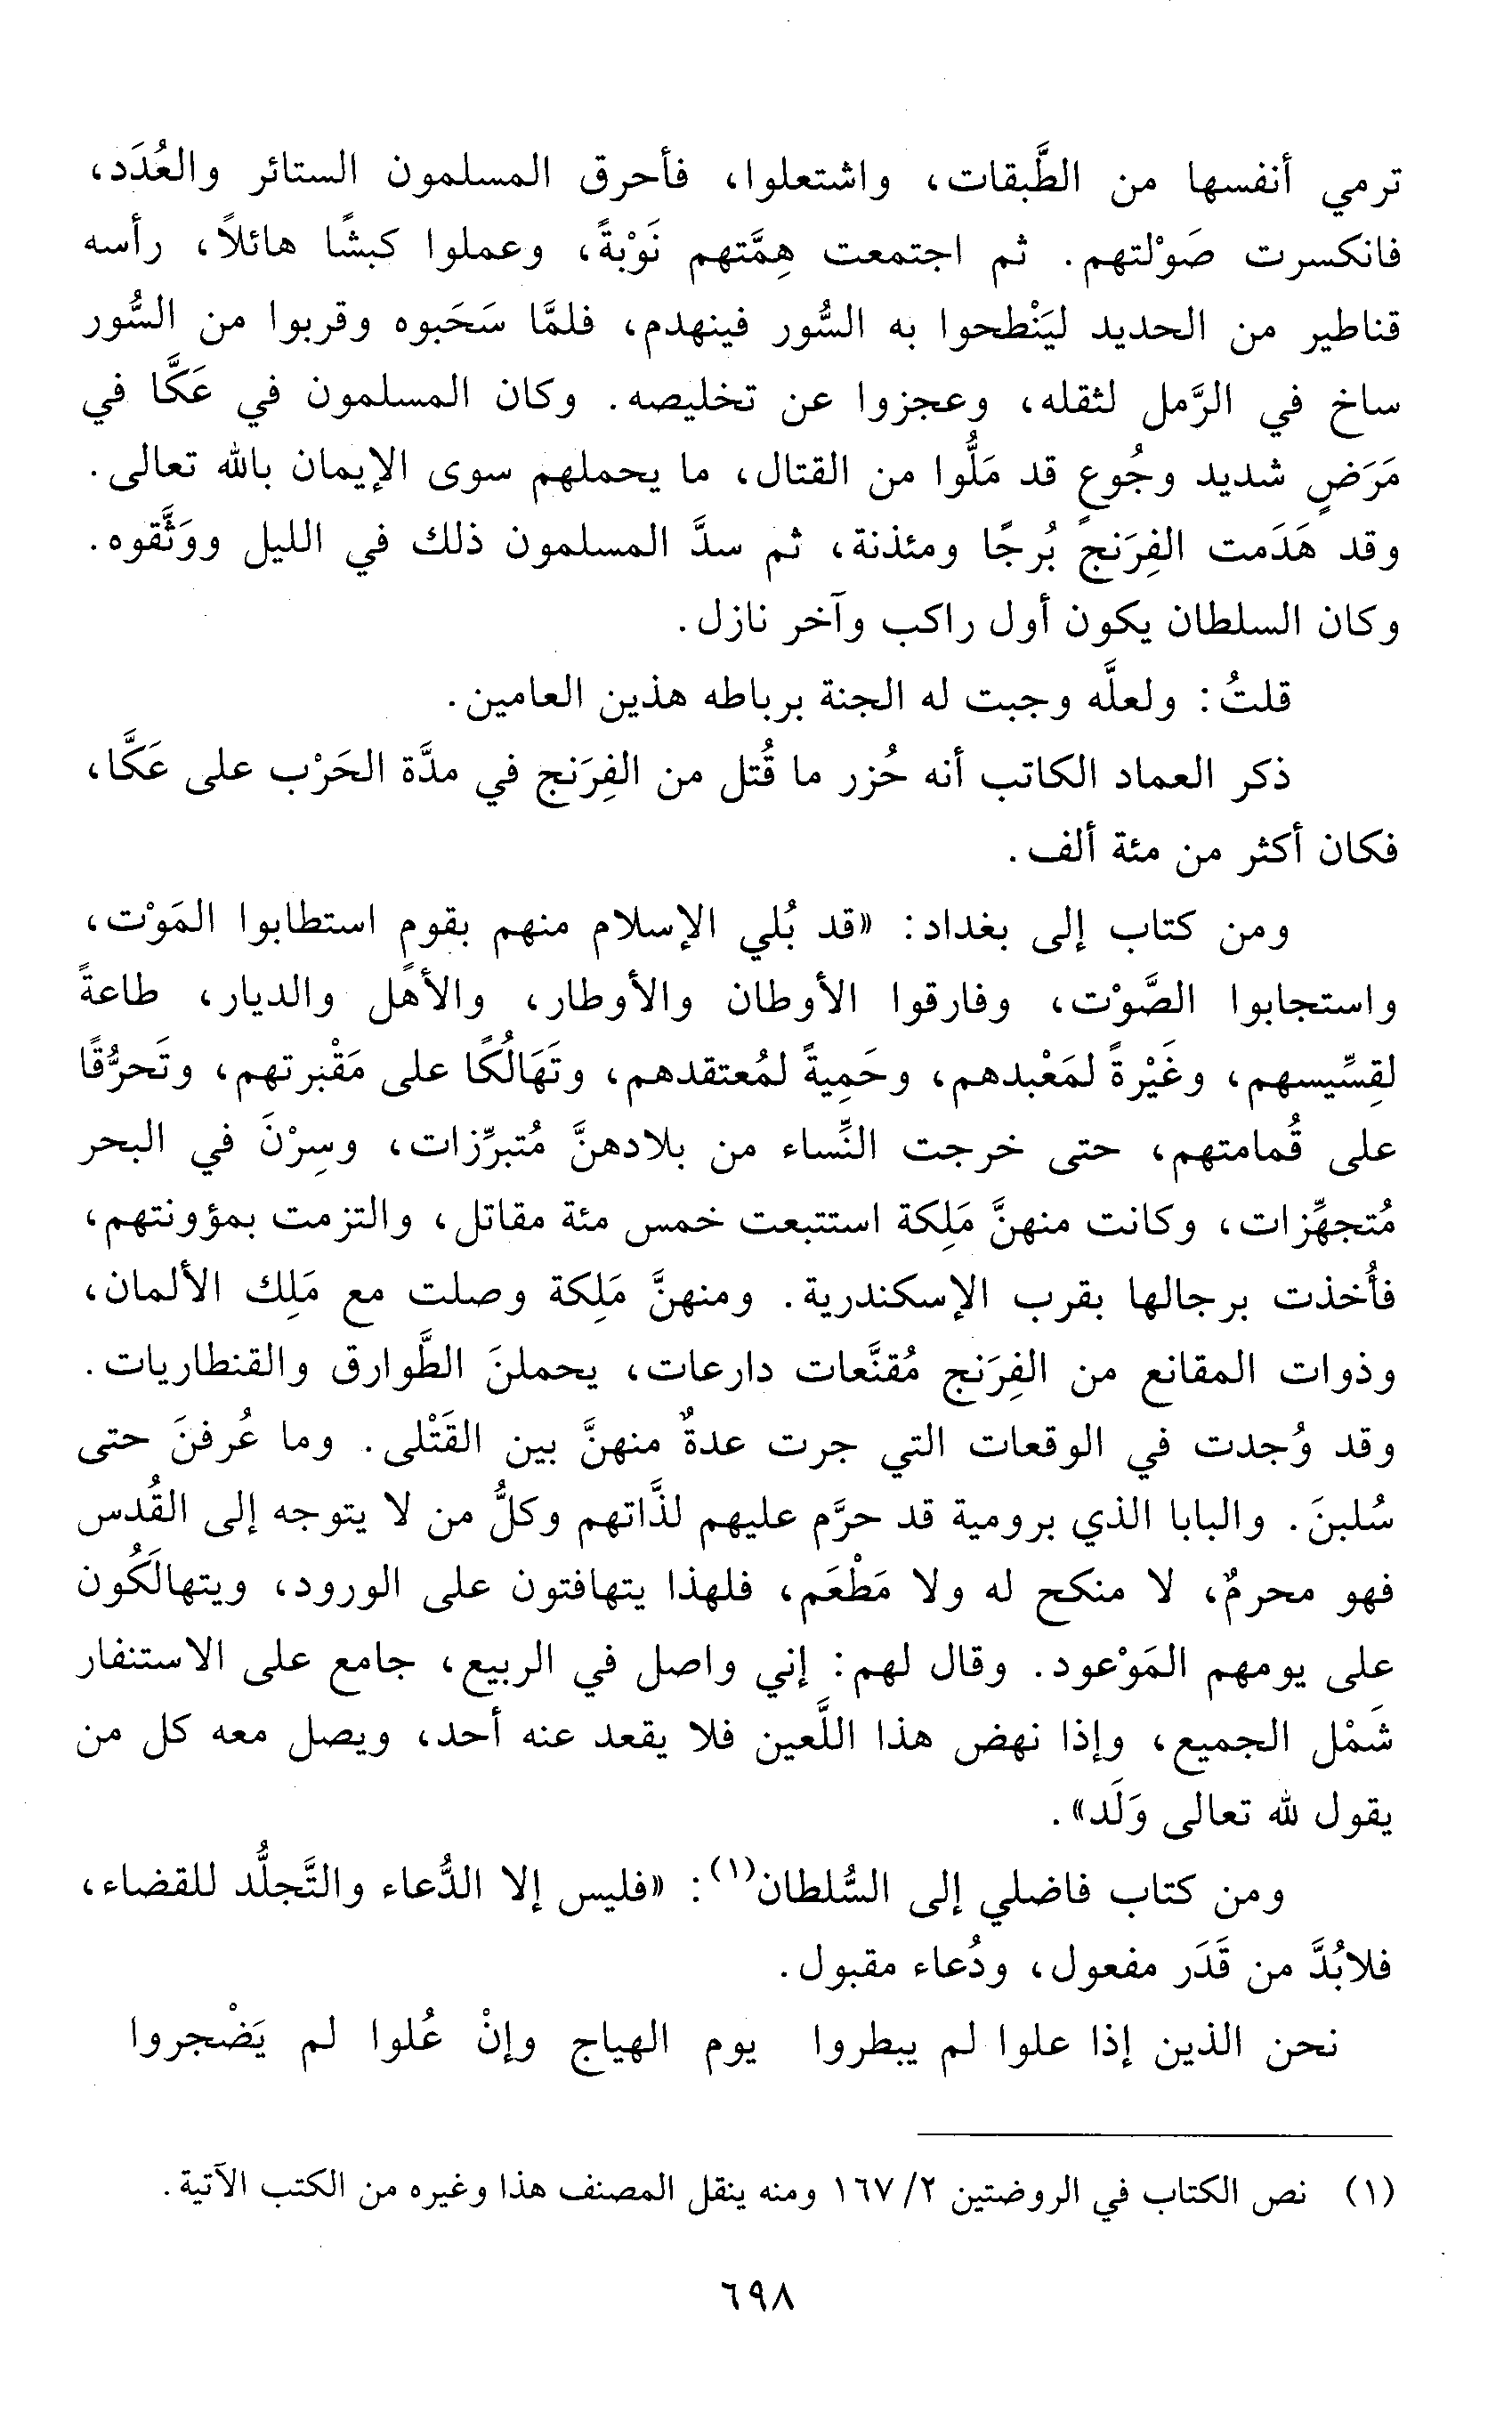 ترمي أنفسها من الطَّبقات، واشتعلوا، فأحرق المسلمون الستائر والعُدَد،
فانكسرت صَوْلتهم. ثم اجتمعت هِمَّتهم نَوْبةً، وعملوا كبشًا هائلاً، رأسه
قناطير من الحديد ليَنْطحوا به السُّور فينهدم، فلمَّا سَحَبوه وقربوا من السُّور
ساخ في الرَّمل لثقله، وعجزوا عن تخليصه. وكان المسلمون في عَكَّا في
مَرَضٍ شديد وجُوعٍ قد مَلُّوا من القتال، ما يحملهم سوى الإيمان بالله تعالى.
وقد هَدَمت الفِرَنج بُرجًا ومئذنة، ثم سدَّ المسلمون ذلك في الليل ووَثَّقوه.
وكان السلطان يكون أول راكب وآخر نازل.
قلتُ: ولعلَّه وجبت له الجنة برباطه هذين العامين.
ذكر العماد الكاتب أنه حُزر ما قُتل من الفِرَنج في مدَّة الحَرْب على عَكَّا،
فكان أكثر من مئة ألف.
ومن كتاب إلى بغداد: «قد بُلي الإسلام منهم بقوم استطابوا المَوْت،
واستجابوا الصَّوْت، وفارقوا الأوطان والأوطار، والأهل والديار، طاعةً
لقِسِّيسهم، وغَيْرةً لمَعْبدهم، وحَمِيةً لمُعتقدهم، وتَهَالُكًا على مَقْبرتهم، وتَحرُّقًا
على قُمامتهم، حتى خرجت النِّساء من بلادهنَّ مُتبرِّزات، وسِرْنَ في البحر
مُتجهِّزات، وكانت منهنَّ مَلِكة استتبعت خمس مئة مقاتل، والتزمت بمؤونتهم،
فأُخذت برجالها بقرب الإسكندرية. ومنهنَّ مَلِكة وصلت مع مَلِك الألمان،
وذوات المقانع من الفِرَنج مُقنَّعات دارعات، يحملنَ الطَّوارق والقنطاريات.
وقد وُجدت في الوقعات التي جرت عدةٌ منهنَّ بين القَتْلى. وما عُرفنَ حتى
سُلبنَ. والبابا الذي برومية قد حرَّم عليهم لذَّاتهم وكلُّ من لا يتوجه إلى القُدس
فهو محرمٌ، لا منكح له ولا مَطْعَم، فلهذا يتهافتون على الورود، ويتهالَكُون
على يومهم المَوْعود. وقال لهم: إني واصل في الربيع، جامع على الاستنفار
شَمْل الجميع، وإذا نهض هذا اللَّعين فلا يقعد عنه أحد، ويصل معه كل من
يقول لله تعالى وَلَد».
ومن كتاب فاضلي إلى السُّلطان(١): «فليس إلا الدُّعاء والتَّجلُّد للقضاء،
فلابُدَّ من قَدَر مفعول، ودُعاء مقبول.
نحن الذين إذا علوا لم يبطروا يوم الهياج وإنْ عُلوا لم يَضْجروا
(١) نص الكتاب في الروضتين ٢/ ١٦٧ ومنه ينقل المصنف هذا وغيره من الكتب الآتية.
٦٩٨